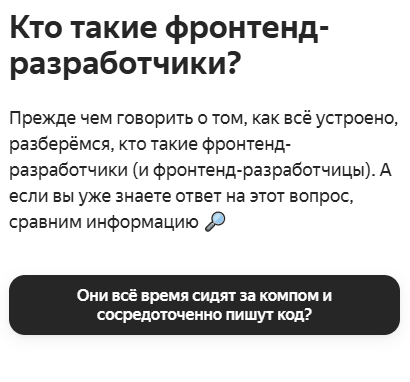 Кто такие фронтенд-
разработчики?
Прежде чем говорить о том, как всё устроено,
разберёмся, кто такие фронтенд-
разработчики (и фронтенд-разработчицы). А
если вы уже знаете ответ на этот вопрос,
сравним информацию 🔎
Они всё время сидят за компом и
сосредоточенно пишут код?